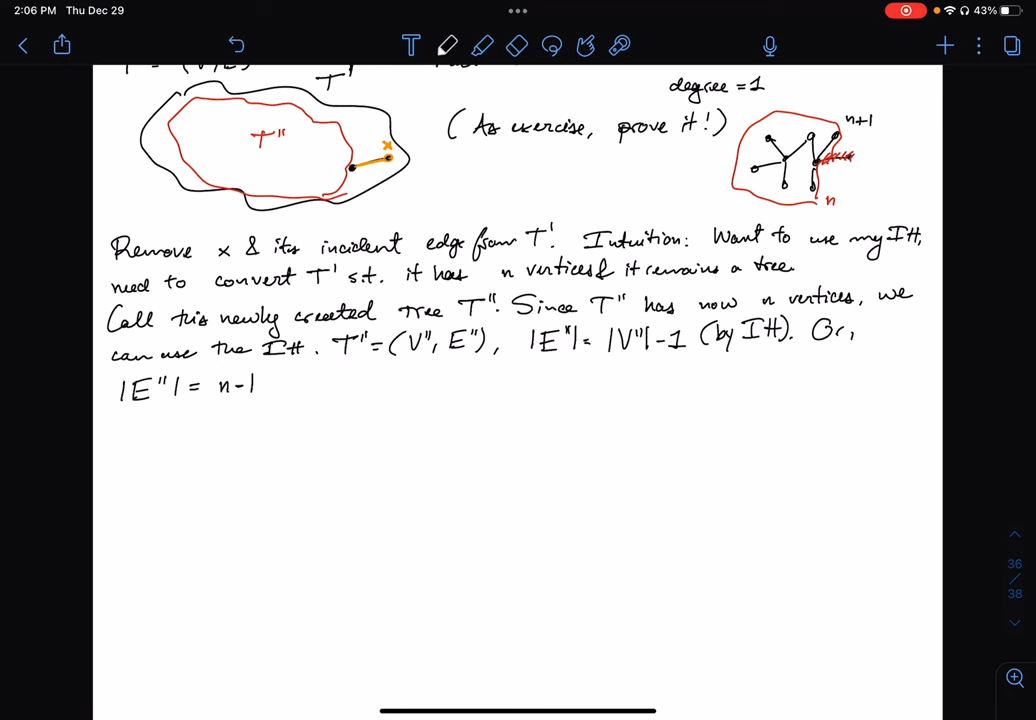 2:06 PM Thu Dec 29
43%
T'
degree = 1
T"
x
(As exercise, prove it!)
n+1
n
Remove x & its incident edge from T'. Intuition: Want to use my IH,
need to convert T' s.t. it has n vertices & it remains a tree.
Call this newly created tree T". Since T" has now n vertices, we
can use the IH. T" = (V", E"), |E"| = |V"| - 1 (by IH). Or,
|E"| = n-1
36
/
38